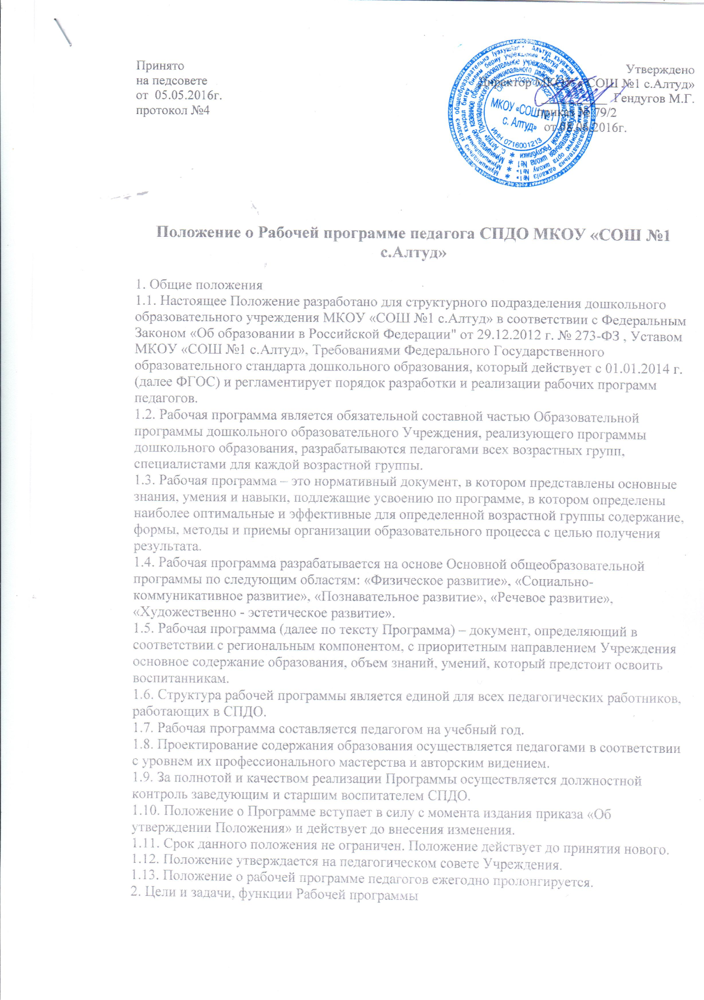 Принято
на педсовете
от 05.05.2016г.
протокол №4
Утверждено
Директор МКОУ «СОШ №1 с.Алтуд»
Гендугов М.Г.
приказ № 79/2
2016г.
МКОУ «СОШ №1
с. Алтуд»
ИНН 0716001213
Положение о Рабочей программе педагога СПДО МКОУ «СОШ №1
с.Алтуд»
1. Общие положения
1.1. Настоящее Положение разработано для структурного подразделения дошкольного
образовательного учреждения МКОУ «СОШ №1 с.Алтуд» в соответствии с Федеральным
Законом «Об образовании в Российской Федерации" от 29.12.2012 г. № 273-ФЗ , Уставом
МКОУ «СОШ №1 с.Алтуд», Требованиями Федерального Государственного
образовательного стандарта дошкольного образования, который действует с 01.01.2014 г.
(далее ФГОС) и регламентирует порядок разработки и реализации рабочих программ
педагогов.
1.2. Рабочая программа является обязательной составной частью Образовательной
программы дошкольного образовательного Учреждения, реализующего программы
дошкольного образования, разрабатываются педагогами всех возрастных групп,
специалистами для каждой возрастной группы.
1.3. Рабочая программа – это нормативный документ, в котором представлены основные
знания, умения и навыки, подлежащие усвоению по программе, в котором определены
наиболее оптимальные и эффективные для определенной возрастной группы содержание,
формы, методы и приемы организации образовательного процесса с целью получения
результата.
1.4. Рабочая программа разрабатывается на основе Основной общеобразовательной
программы по следующим областям: «Физическое развитие», «Социально-
коммуникативное развитие», «Познавательное развитие», «Речевое развитие»,
«Художественно - эстетическое развитие».
1.5. Рабочая программа (далее по тексту Программа) – документ, определяющий в
соответствии с региональным компонентом, с приоритетным направлением Учреждения
основное содержание образования, объем знаний, умений, который предстоит освоить
воспитанникам.
1.6. Структура рабочей программы является единой для всех педагогических работников,
работающих в СПДО.
1.7. Рабочая программа составляется педагогом на учебный год.
1.8. Проектирование содержания образования осуществляется педагогами в соответствии
с уровнем их профессионального мастерства и авторским видением.
1.9. За полнотой и качеством реализации Программы осуществляется должностной
контроль заведующим и старшим воспитателем СПДО.
1.10. Положение о Программе вступает в силу с момента издания приказа «Об
утверждении Положения» и действует до внесения изменения.
1.11. Срок данного положения не ограничен. Положение действует до принятия нового.
1.12. Положение утверждается на педагогическом совете Учреждения.
1.13. Положение о рабочей программе педагогов ежегодно пролонгируется.
2. Цели и задачи, функции Рабочей программы